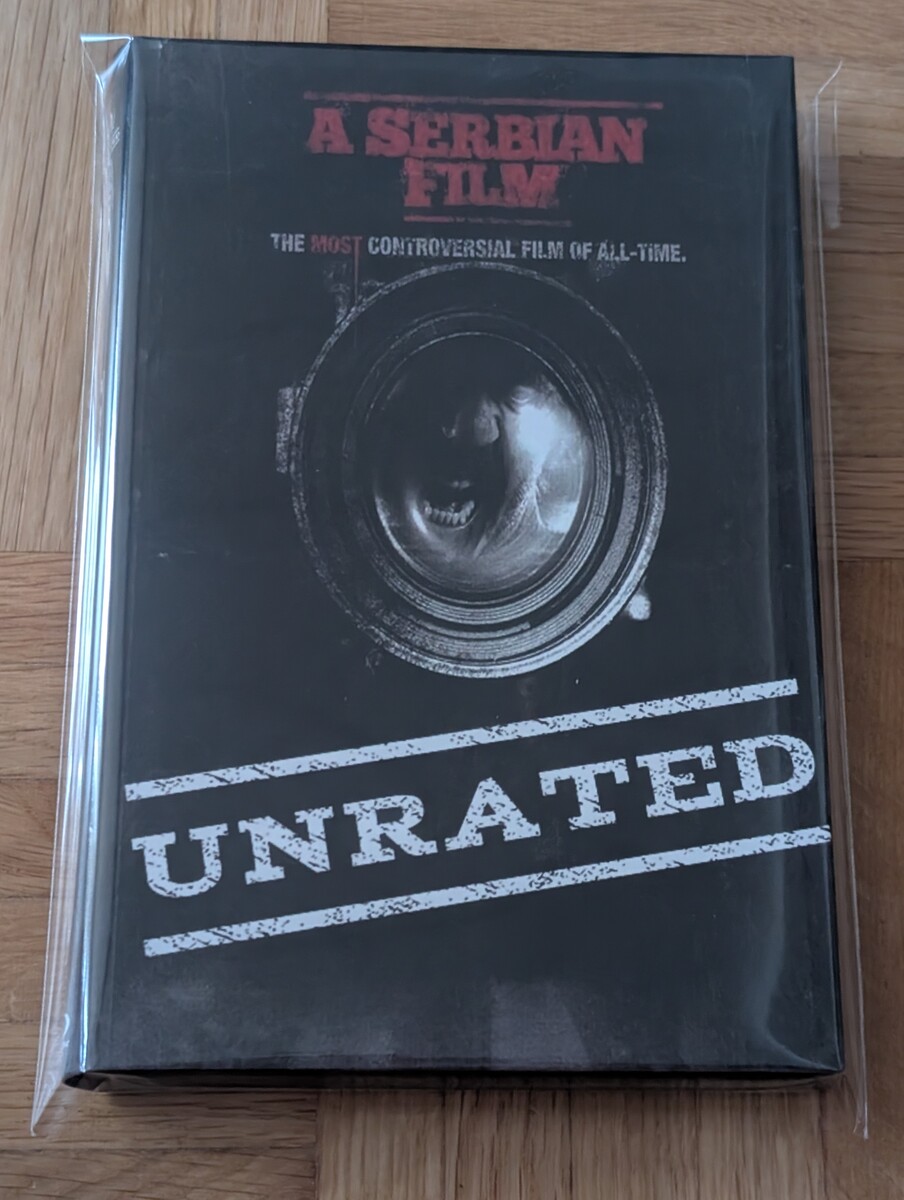 A SERBIAN
FILM
THE MOST CONTROVERSIAL FILM OF ALL-TIME.
UNRATED